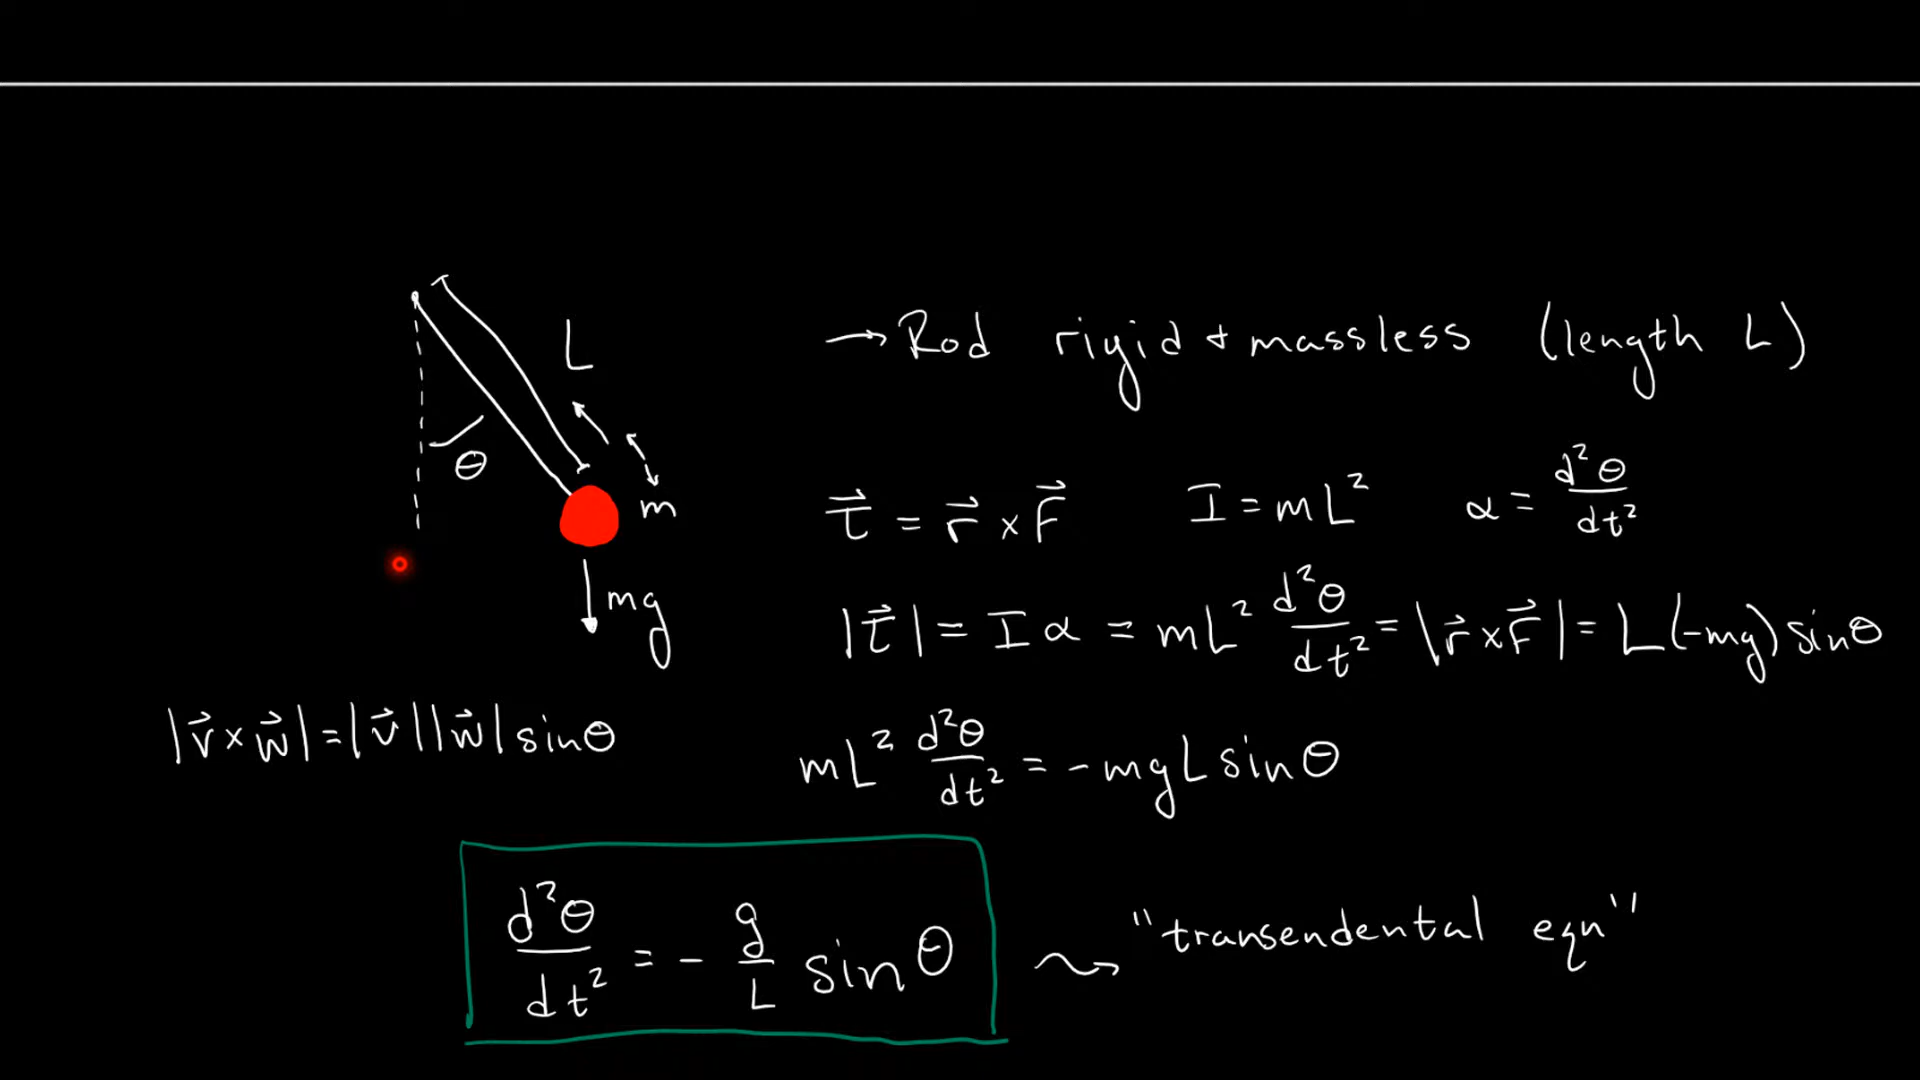 L
→ Rod rigid + massless (length L)
θ
m
τ⃗ = r⃗ × F⃗
I = mL²
α = d²θ/dt²
mg
|τ⃗| = Iα = mL² d²θ/dt² = |r⃗ × F⃗| = L(-mg) sinθ
|v⃗ × w⃗| = |v⃗||w⃗| sinθ
mL² d²θ/dt² = -mgL sinθ
d²θ/dt² = - g/L sinθ
"transendental eqn"